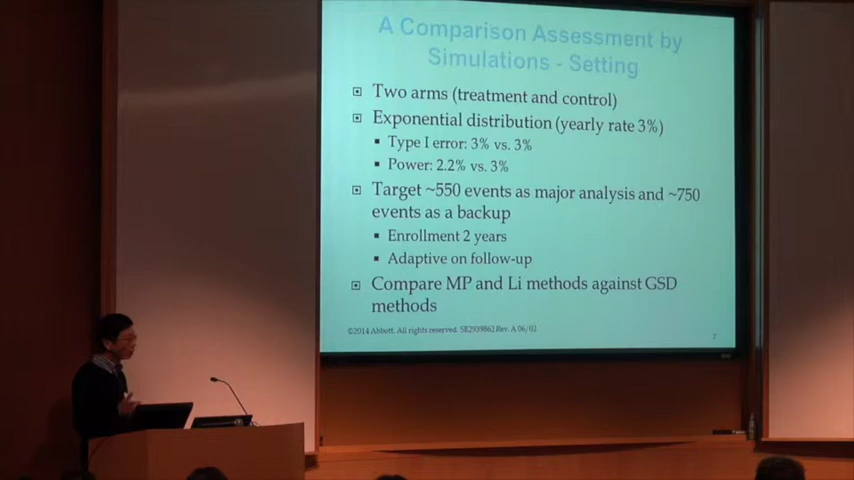 A Comparison Assessment by
Simulations - Setting
Two arms (treatment and control)
Exponential distribution (yearly rate 3%)
Type I error: 3% vs. 3%
Power: 2.2% vs. 3%
Target ~550 events as major analysis and ~750
events as a backup
Enrollment 2 years
Adaptive on follow-up
Compare MP and Li methods against GSD
methods
©2014 Abbott. All rights reserved. SE2939862 Rev. A 06/02
7